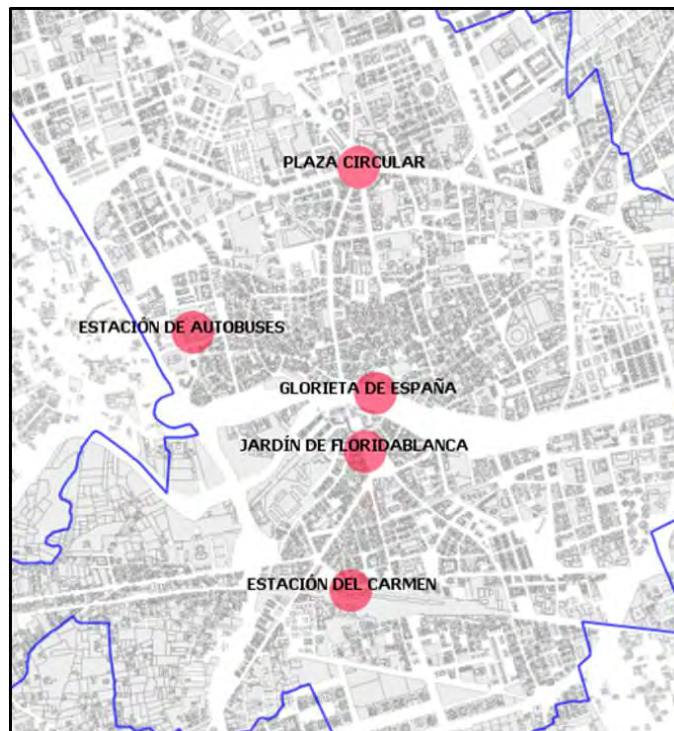 PLAZA CIRCULAR
ESTACIÓN DE AUTOBUSES
GLORIETA DE ESPAÑA
JARDÍN DE FLORIDABLANCA
ESTACIÓN DEL CARMEN